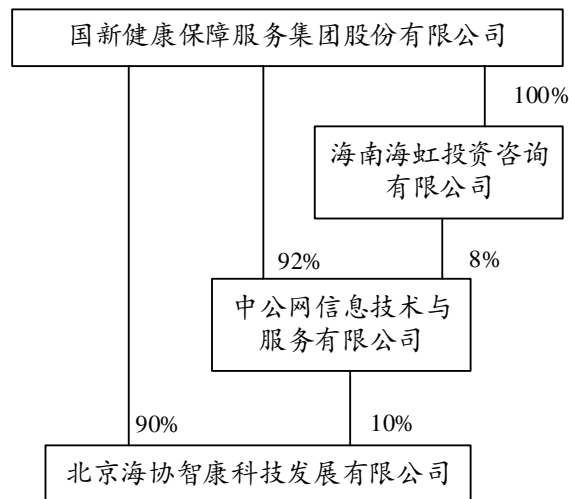 国新健康保障服务集团股份有限公司
100%
海南海虹投资咨询
有限公司
92%
8%
中公网信息技术与
服务有限公司
90%
10%
北京海协智康科技发展有限公司